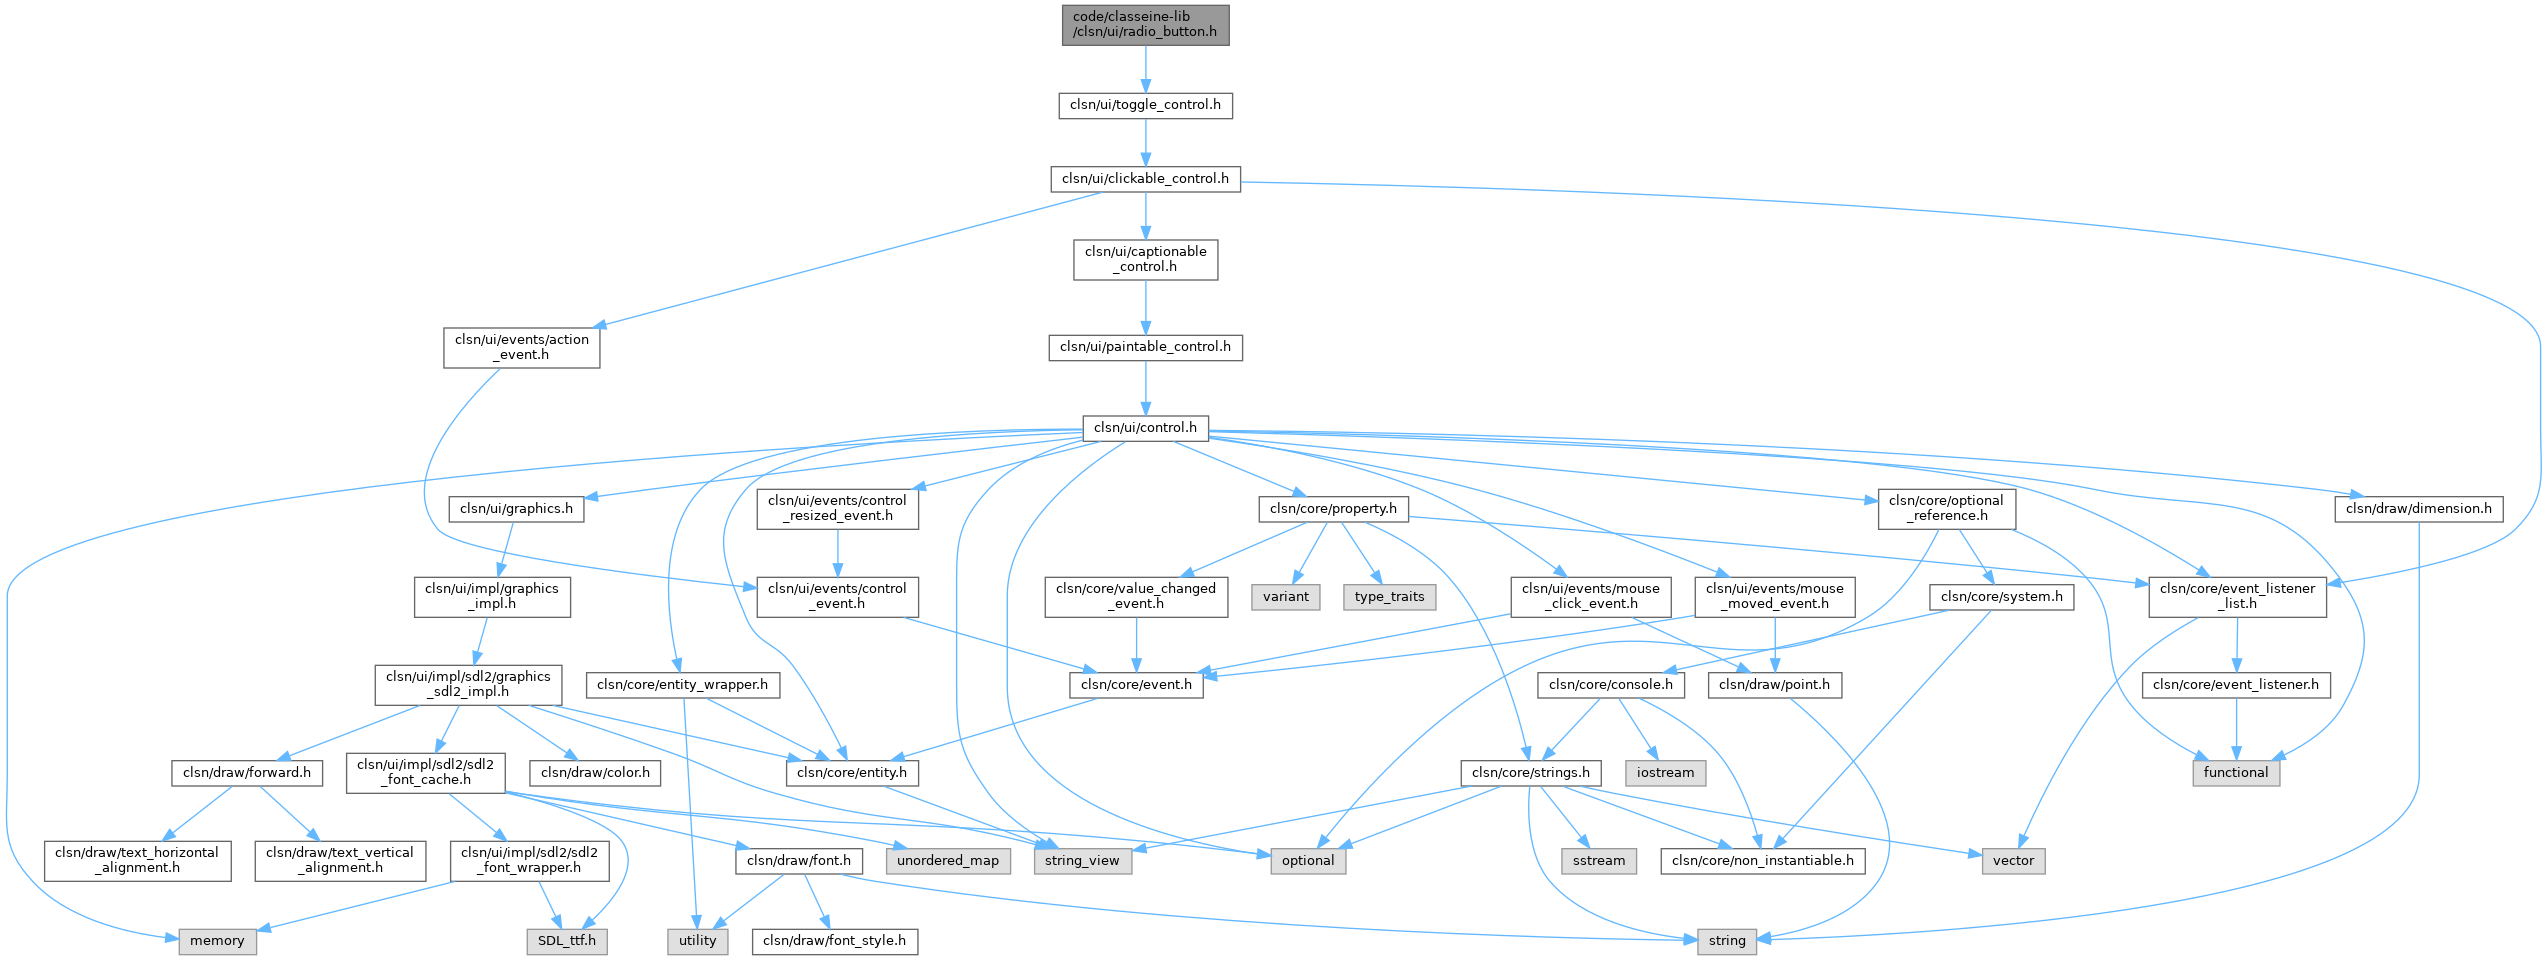 code/classeine-lib
/clsn/ui/radio_button.h
clsn/ui/toggle_control.h
clsn/ui/clickable_control.h
clsn/ui/captionable
_control.h
clsn/ui/events/action
_event.h
clsn/ui/paintable_control.h
clsn/ui/control.h
clsn/ui/graphics.h
clsn/ui/events/control
_resized_event.h
clsn/core/property.h
clsn/core/optional
_reference.h
clsn/draw/dimension.h
clsn/ui/impl/graphics
_impl.h
clsn/ui/events/control
_event.h
clsn/core/value_changed
_event.h
variant
type_traits
clsn/ui/events/mouse
_click_event.h
clsn/ui/events/mouse
_moved_event.h
clsn/core/system.h
clsn/core/event_listener
_list.h
clsn/ui/impl/sdl2/graphics
_sdl2_impl.h
clsn/core/entity_wrapper.h
clsn/core/event.h
clsn/core/console.h
clsn/draw/point.h
clsn/core/event_listener.h
clsn/draw/forward.h
clsn/ui/impl/sdl2/sdl2
_font_cache.h
clsn/draw/color.h
clsn/core/entity.h
clsn/core/strings.h
iostream
functional
clsn/draw/text_horizontal
_alignment.h
clsn/draw/text_vertical
_alignment.h
clsn/ui/impl/sdl2/sdl2
_font_wrapper.h
clsn/draw/font.h
unordered_map
string_view
optional
sstream
clsn/core/non_instantiable.h
vector
memory
SDL_ttf.h
utility
clsn/draw/font_style.h
string